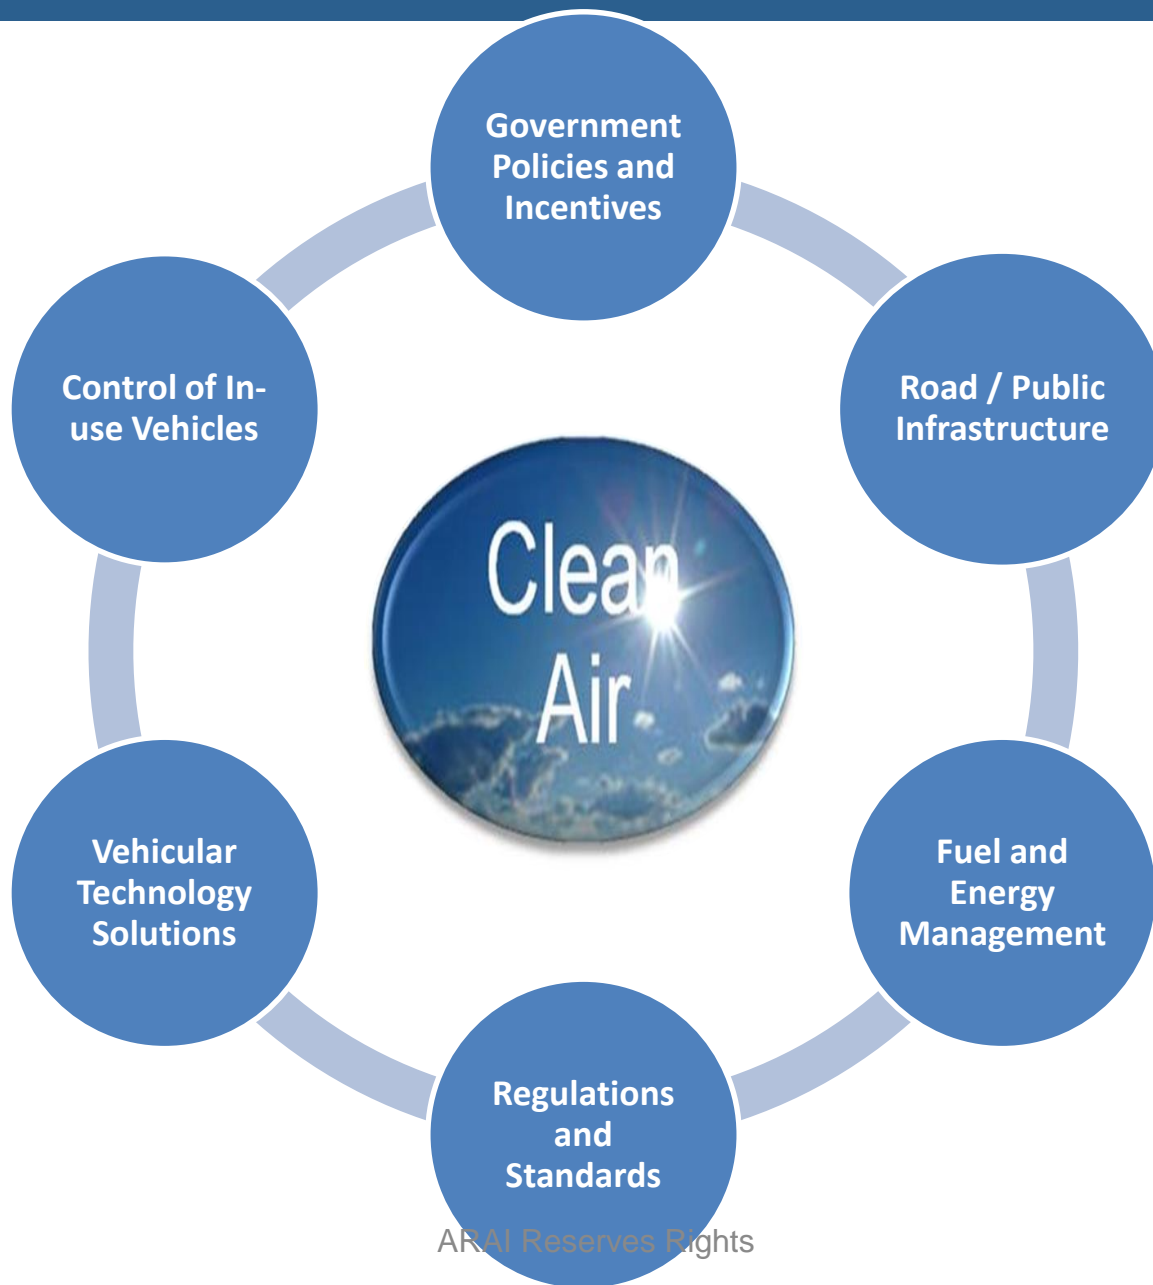 Government
Policies and
Incentives
Road / Public
Infrastructure
Fuel and
Energy
Management
Regulations
and
Standards
Vehicular
Technology
Solutions
Control of In-
use Vehicles
Clean
Air
ARAI Reserves Rights